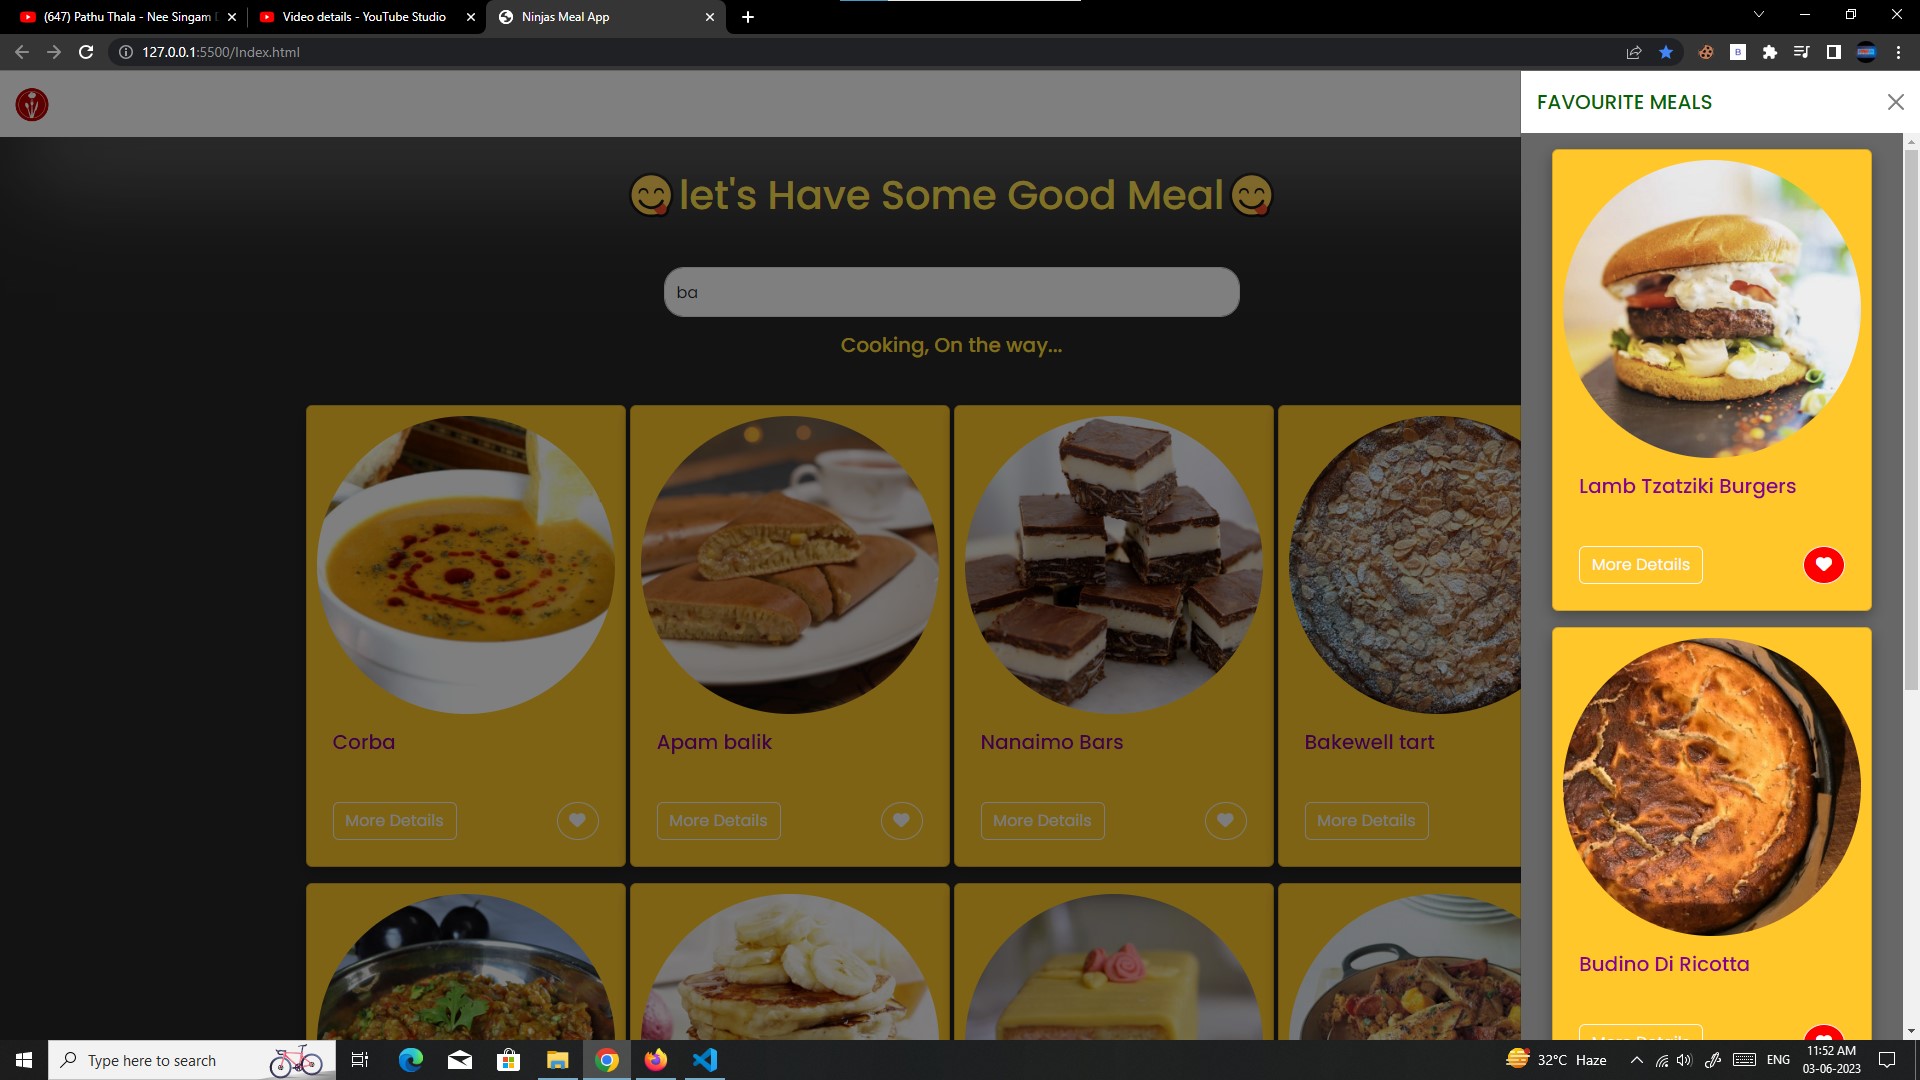 (647) Pathu Thala - Nee Singam
Video details - YouTube Studio
Ninjas Meal App
127.0.0.1:5500/Index.html
B
FAVOURITE MEALS
let's Have Some Good Meal
ba
Cooking, On the way...
Lamb Tzatziki Burgers
More Details
Corba
Apam balik
Nanaimo Bars
Bakewell tart
More Details
More Details
More Details
More Details
Budino Di Ricotta
More Details
Type here to search
32°C Haze
ENG
11:52 AM
03-06-2023